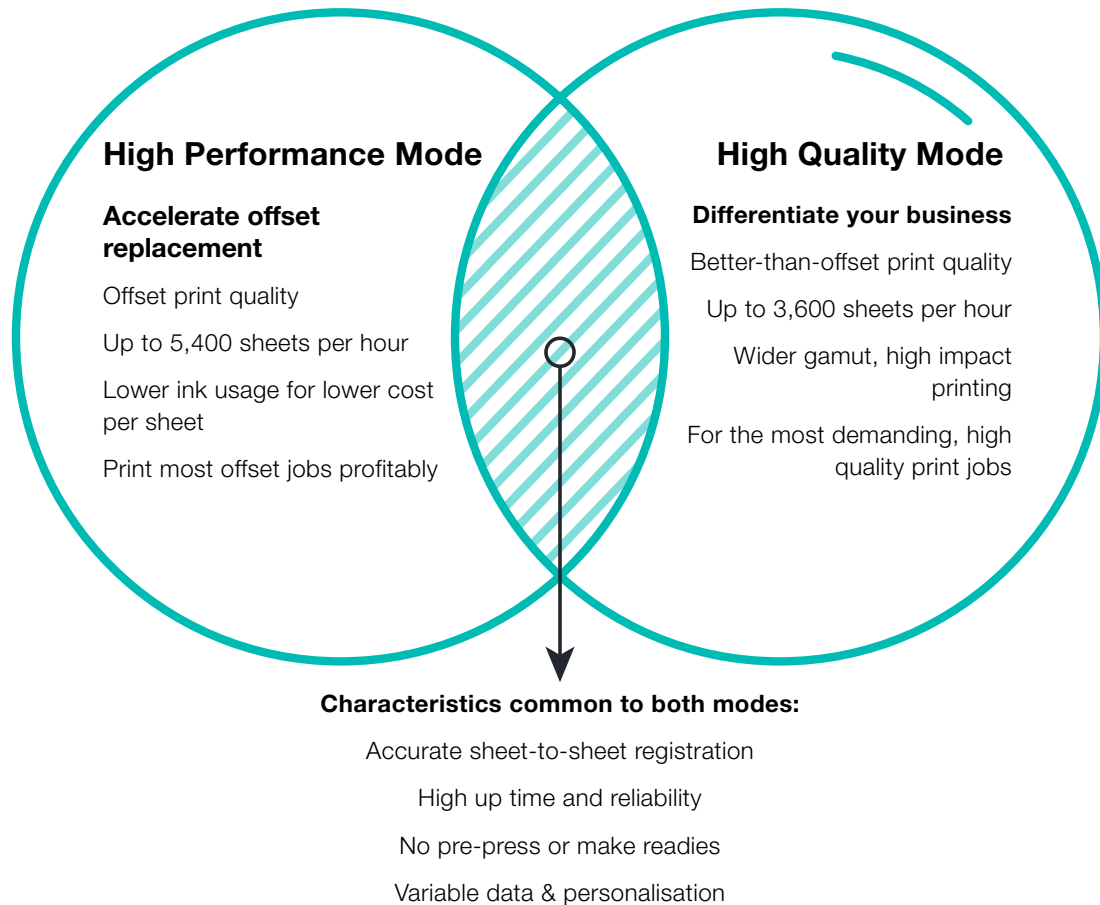 High Performance Mode
Accelerate offset
replacement
Offset print quality
Up to 5,400 sheets per hour
Lower ink usage for lower cost
per sheet
Print most offset jobs profitably
High Quality Mode
Differentiate your business
Better-than-offset print quality
Up to 3,600 sheets per hour
Wider gamut, high impact
printing
For the most demanding, high
quality print jobs
Characteristics common to both modes:
Accurate sheet-to-sheet registration
High up time and reliability
No pre-press or make readies
Variable data & personalisation